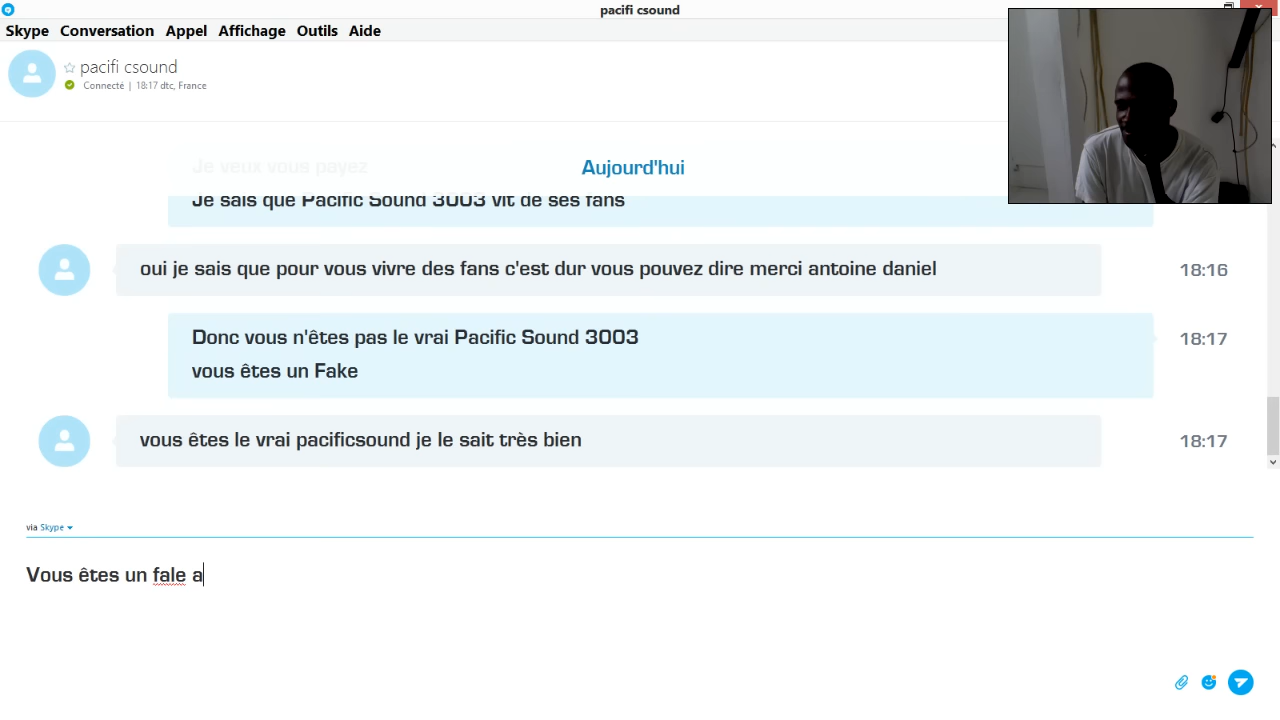 pacifi csound
Skype Conversation Appel Affichage Outils Aide
pacifi csound
Connecté | 18:17 dtc, France
Je veux vous payez
Aujourd'hui
Je sais que Pacific Sound 3003 vit de ses fans
oui je sais que pour vous vivre des fans c'est dur vous pouvez dire merci antoine daniel
18:16
Donc vous n'êtes pas le vrai Pacific Sound 3003
18:17
vous êtes un Fake
vous êtes le vrai pacificsound je le sait très bien
18:17
via Skype
Vous êtes un fale a